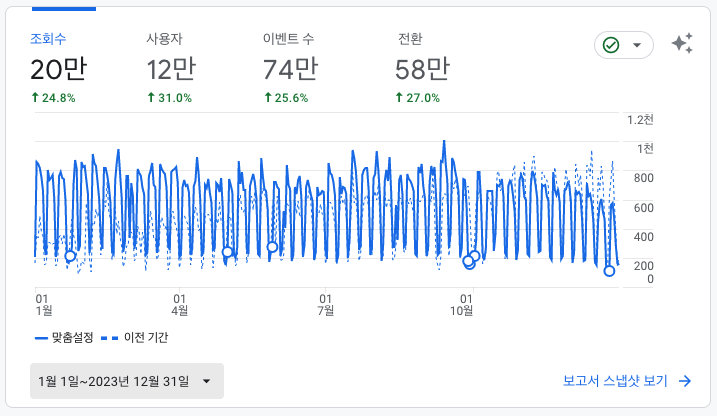 조회수 사용자 이벤트 수 전환
20만 12만 74만 58만
↑ 24.8% ↑ 31.0% ↑ 25.6% ↑ 27.0%
1.2천
1천
800
600
400
200
0
01 01 01 01
1월 4월 7월 10월
맞춤설정 이전 기간
1월 1일~2023년 12월 31일
보고서 스냅샷 보기 →